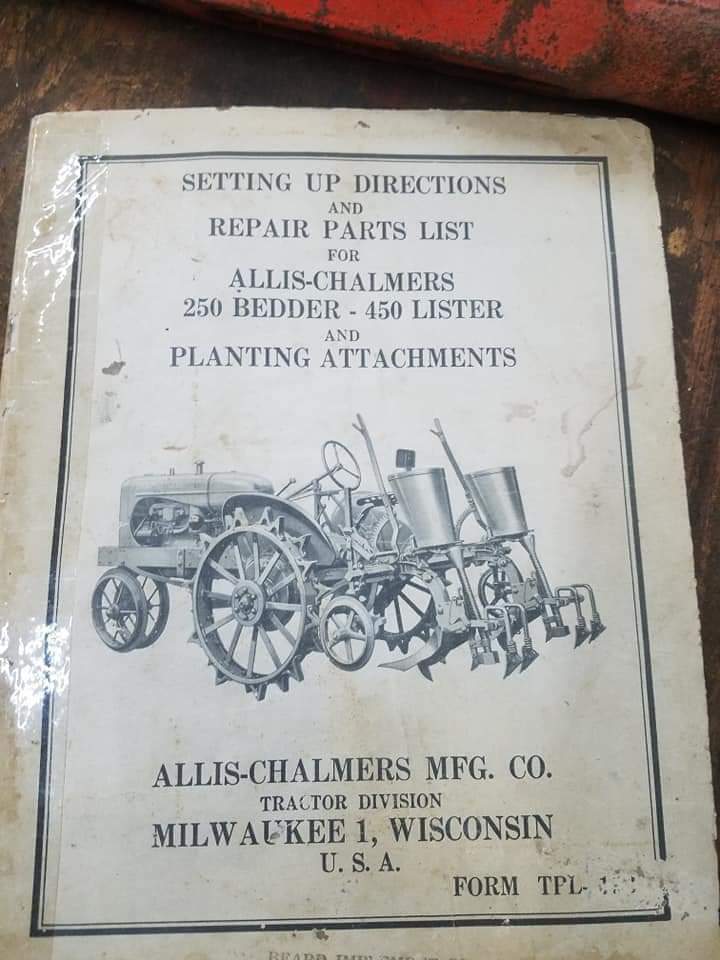 SETTING UP DIRECTIONS
AND
REPAIR PARTS LIST
FOR
ALLIS-CHALMERS
250 BEDDER - 450 LISTER
AND
PLANTING ATTACHMENTS
ALLIS-CHALMERS MFG. CO.
TRACTOR DIVISION
MILWAUKEE 1, WISCONSIN
U. S. A.
FORM TPL-
BEARD